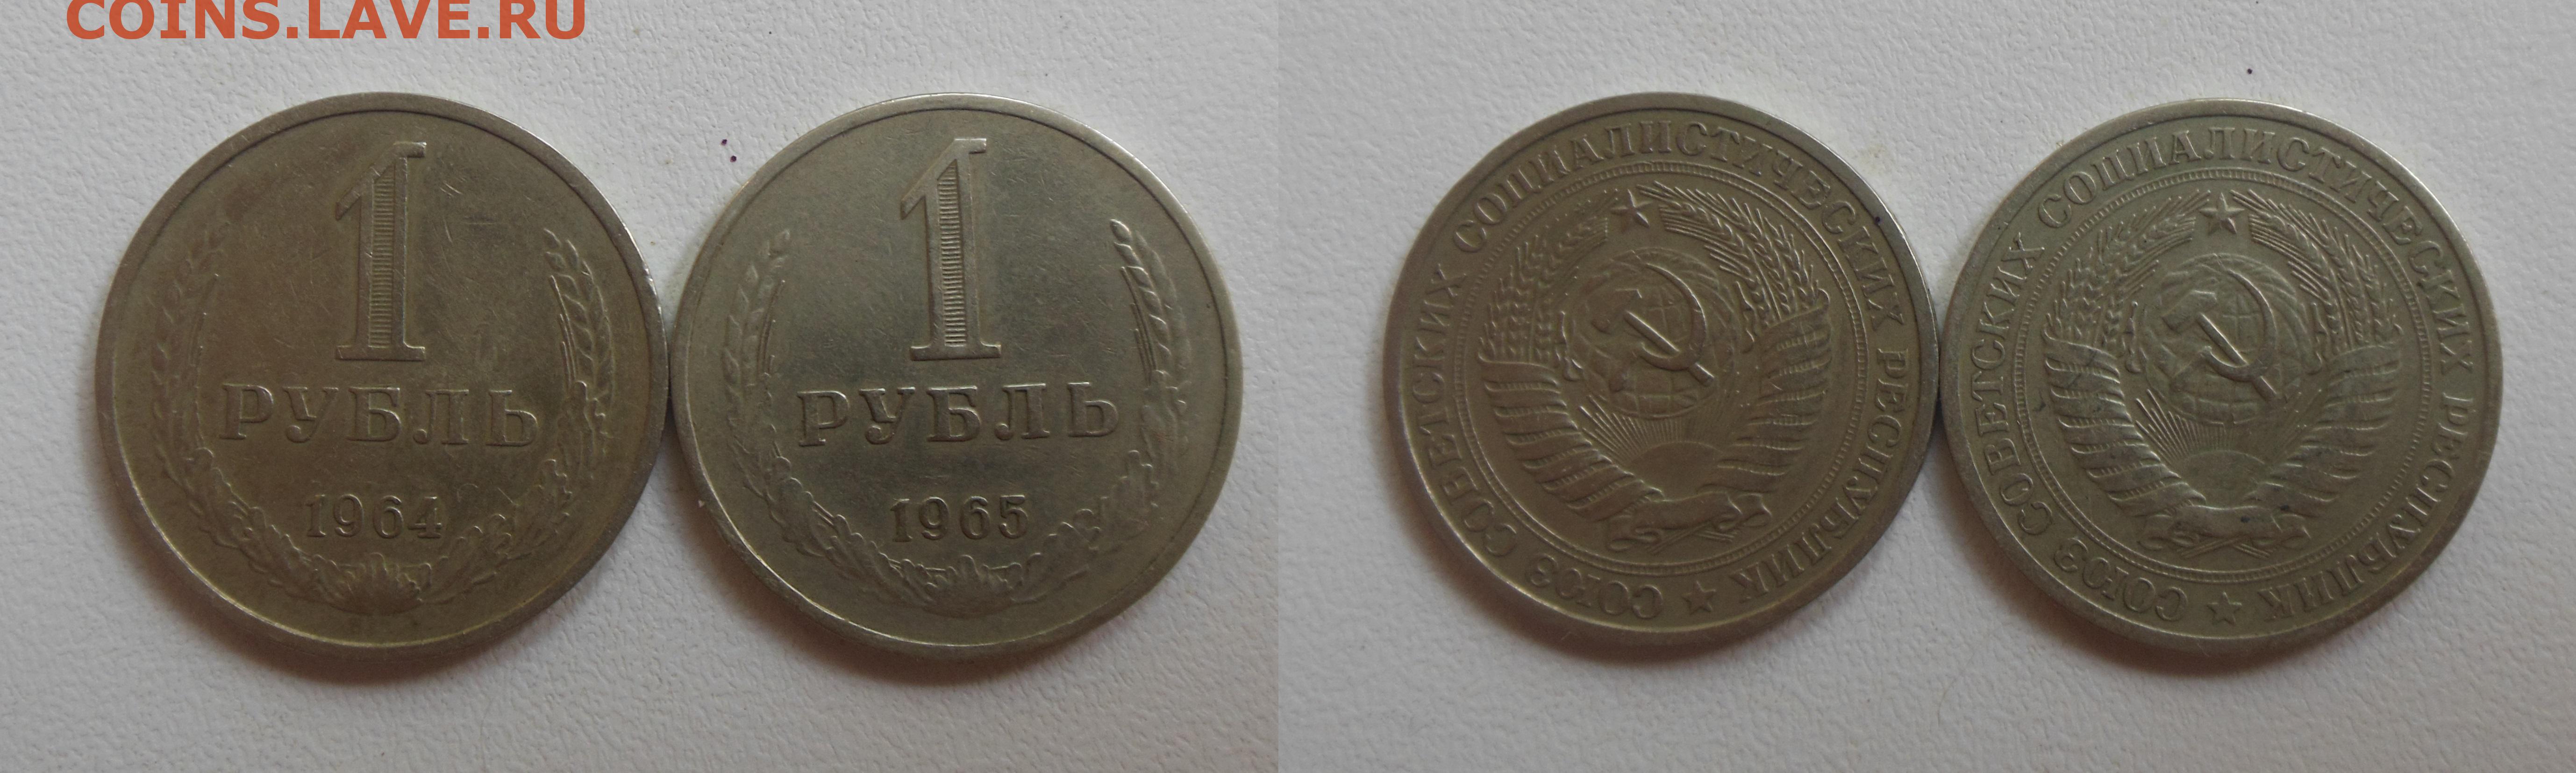 COINS.LAVE.RU
1
РУБЛЬ
1964
1
РУБЛЬ
1965
СОЮЗ СОВЕТСКИХ СОЦИАЛИСТИЧЕСКИХ РЕСПУБЛИК
СОЮЗ СОВЕТСКИХ СОЦИАЛИСТИЧЕСКИХ РЕСПУБЛИК